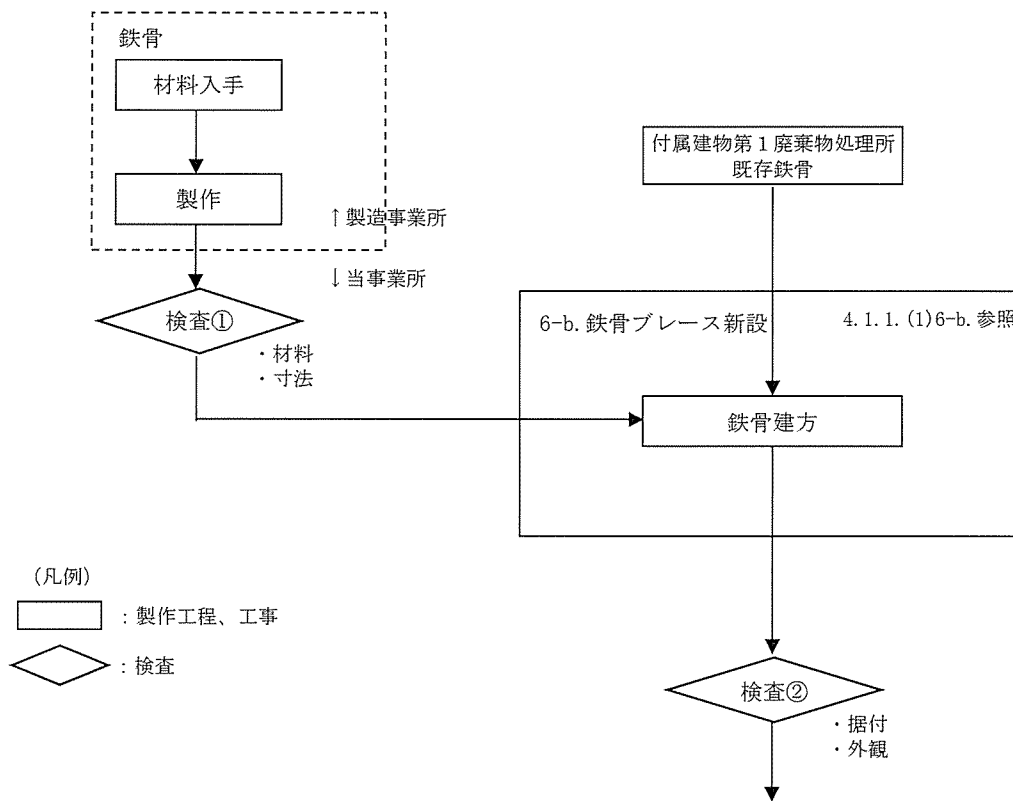 鉄骨
材料入手
製作
↑製造事業所
↓当事業所
検査①
・材料
・寸法
付属建物第１廃棄物処理所
既存鉄骨
6-b.鉄骨ブレース新設
4.1.1.(1)6-b.参照
鉄骨建方
検査②
・据付
・外観
(凡例)
：製作工程、工事
：検査